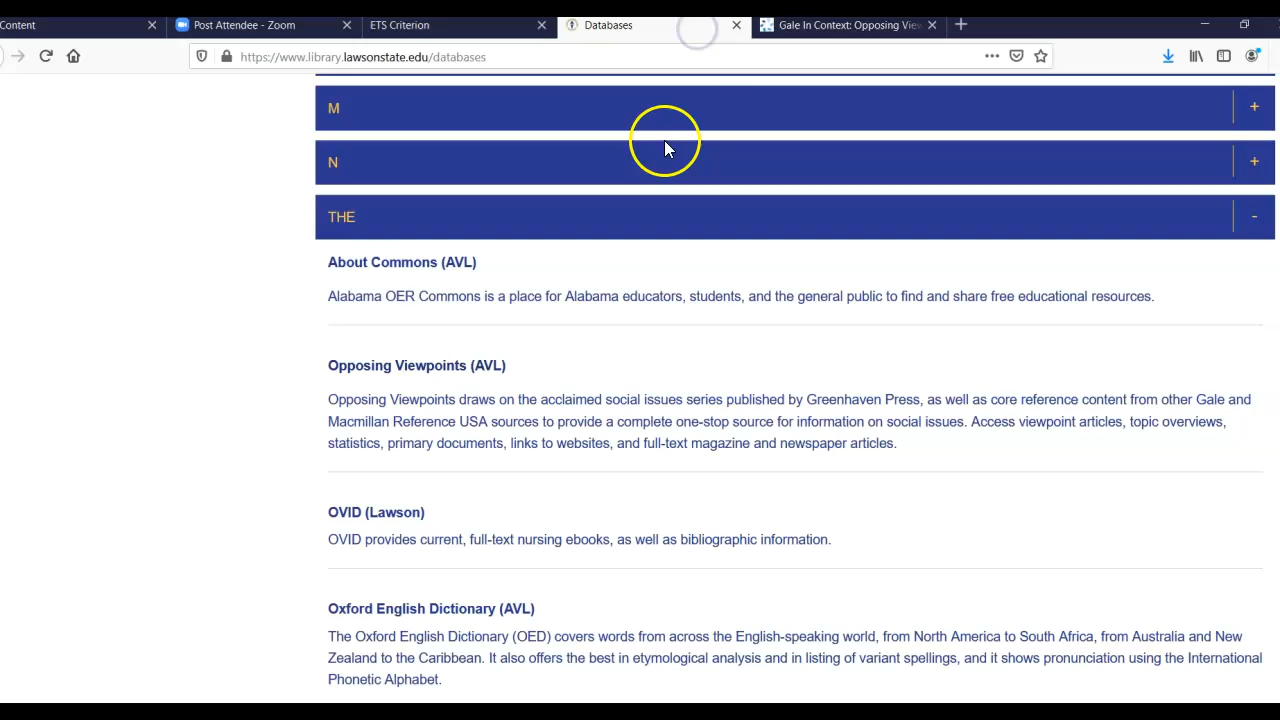 Content
Post Attendee - Zoom
ETS Criterion
Databases
Gale In Context: Opposing View
https://www.library.lawsonstate.edu/databases
M +
N +
THE -
About Commons (AVL)
Alabama OER Commons is a place for Alabama educators, students, and the general public to find and share free educational resources.
Opposing Viewpoints (AVL)
Opposing Viewpoints draws on the acclaimed social issues series published by Greenhaven Press, as well as core reference content from other Gale and
Macmillan Reference USA sources to provide a complete one-stop source for information on social issues. Access viewpoint articles, topic overviews,
statistics, primary documents, links to websites, and full-text magazine and newspaper articles.
OVID (Lawson)
OVID provides current, full-text nursing ebooks, as well as bibliographic information.
Oxford English Dictionary (AVL)
The Oxford English Dictionary (OED) covers words from across the English-speaking world, from North America to South Africa, from Australia and New
Zealand to the Caribbean. It also offers the best in etymological analysis and in listing of variant spellings, and it shows pronunciation using the International
Phonetic Alphabet.